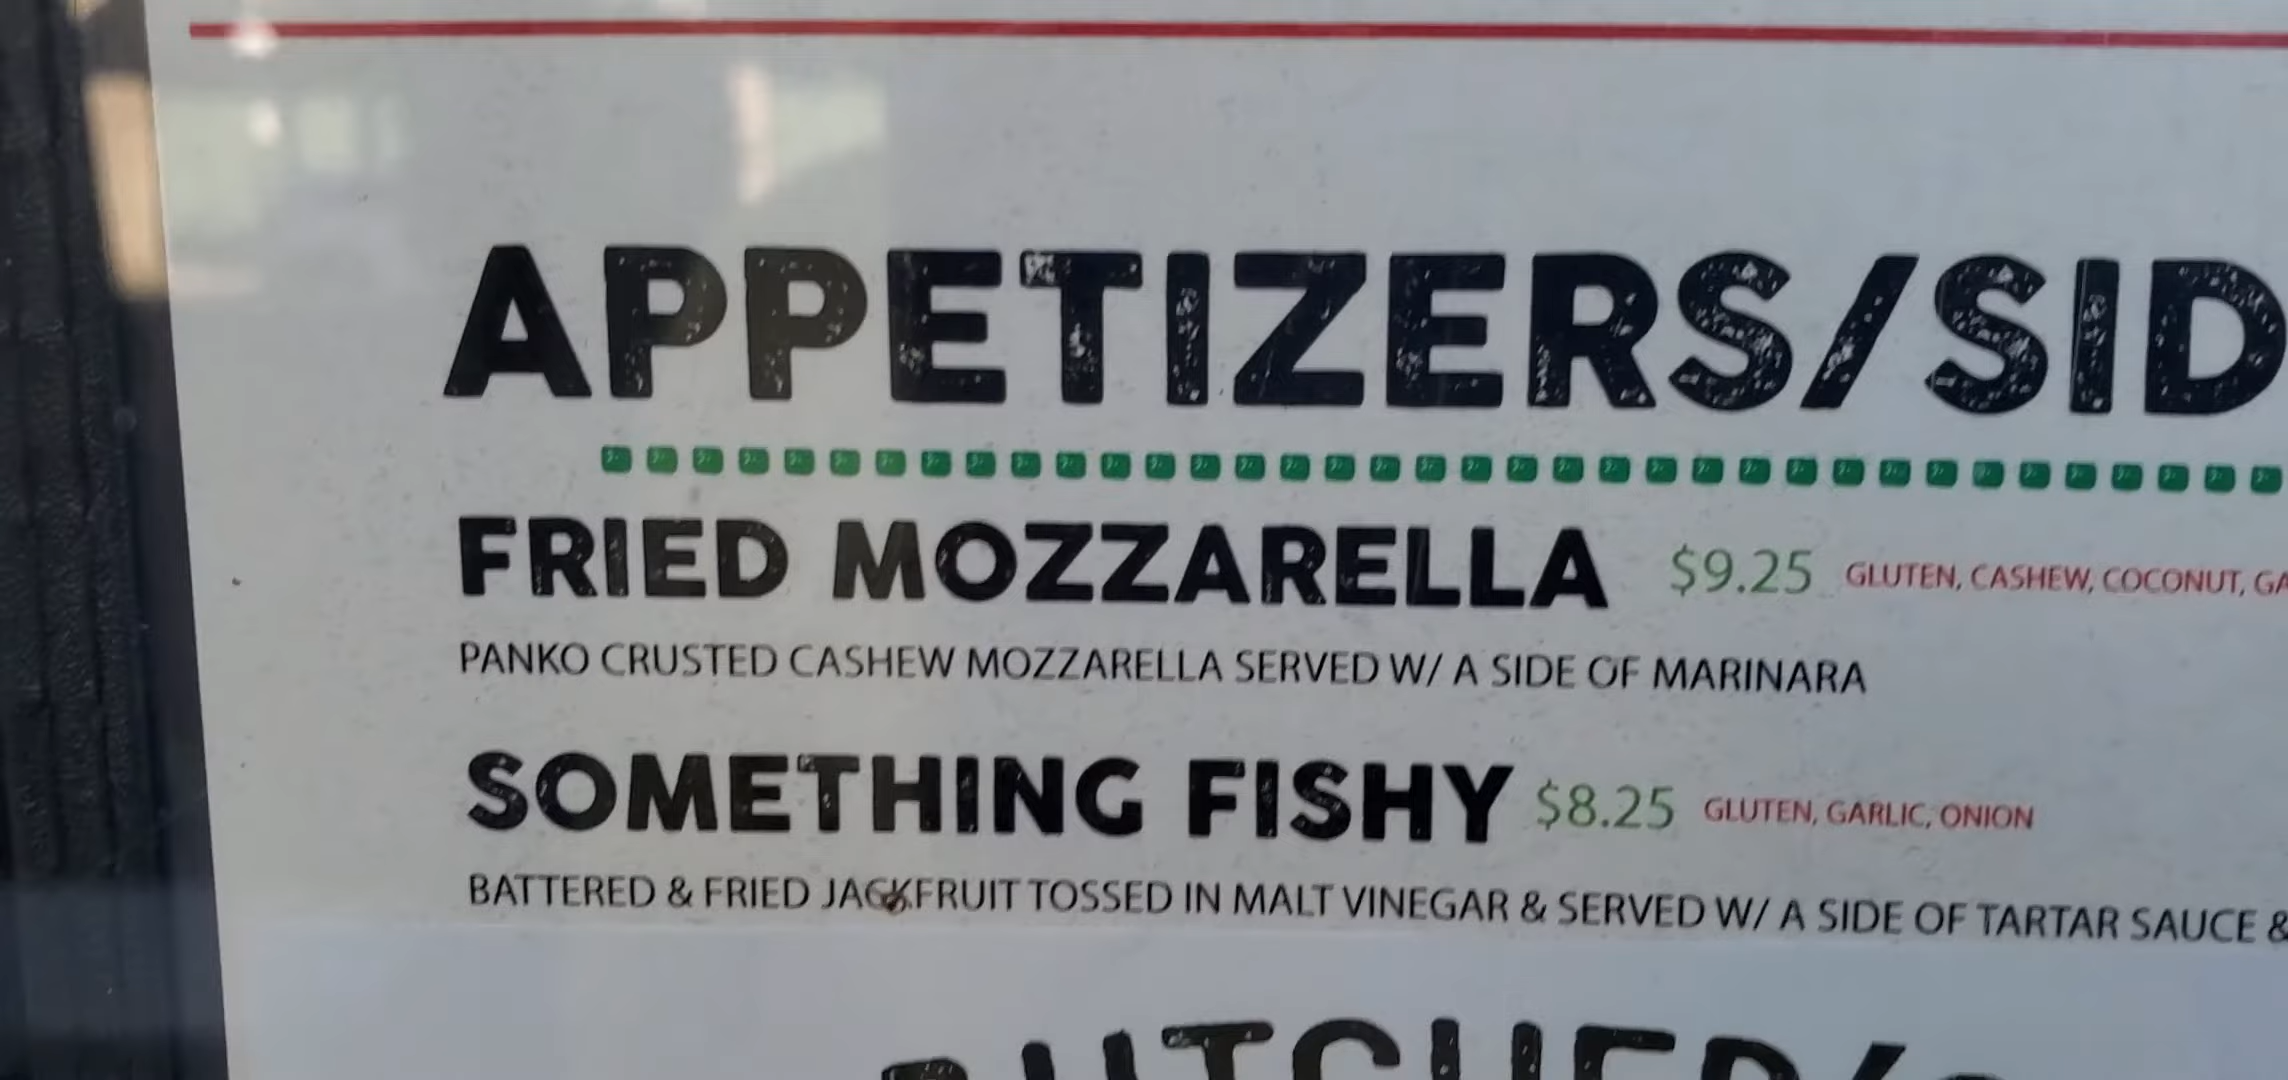 APPETIZERS/SID
FRIED MOZZARELLA $9.25 GLUTEN, CASHEW, COCONUT, GA
PANKO CRUSTED CASHEW MOZZARELLA SERVED W/ A SIDE OF MARINARA
SOMETHING FISHY $8.25 GLUTEN, GARLIC, ONION
BATTERED & FRIED JACKFRUIT TOSSED IN MALT VINEGAR & SERVED W/ A SIDE OF TARTAR SAUCE &